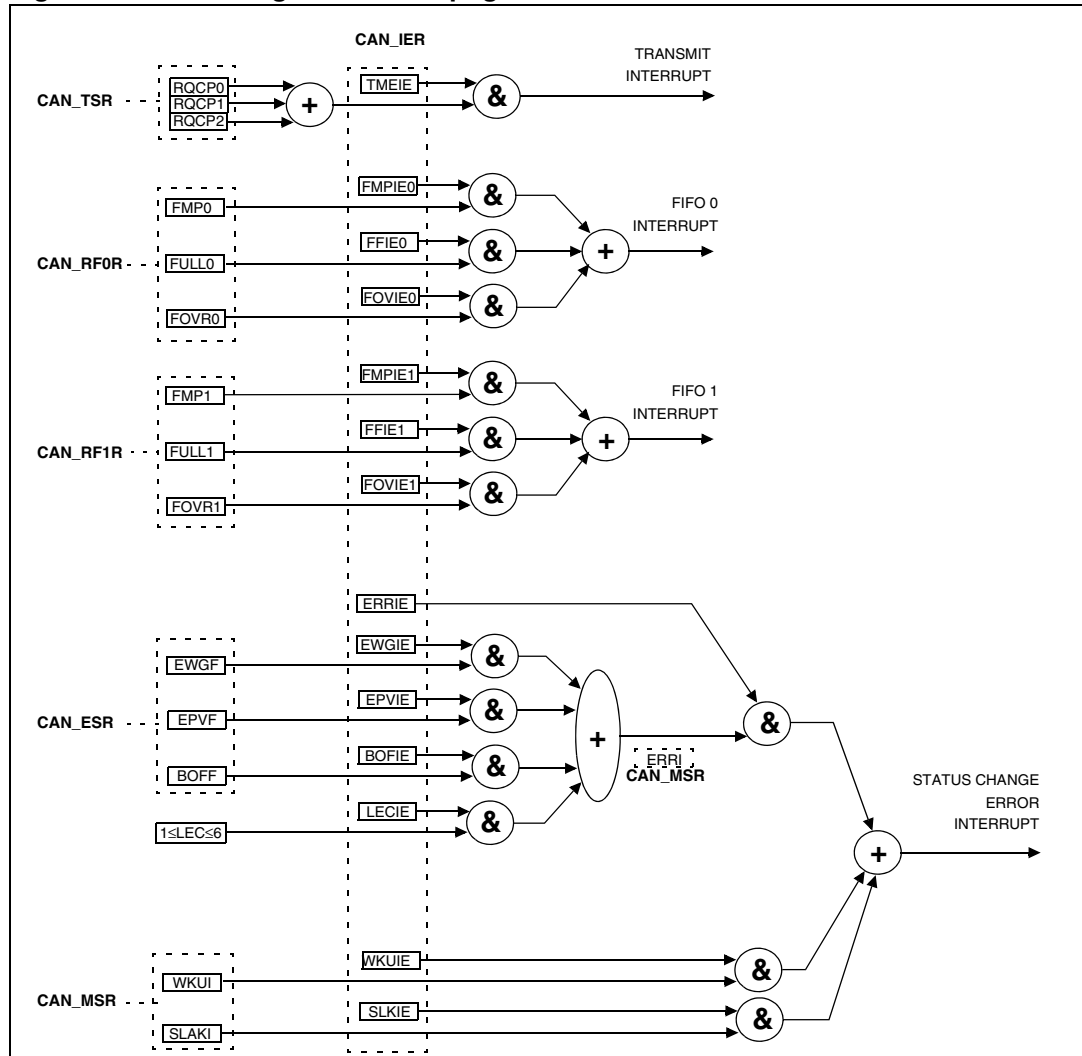 CAN_IER
TRANSMIT
INTERRUPT
CAN_TSR
RQCP0
RQCP1
RQCP2
+
TMEIE
&
FMPIE0
&
FMP0
FIFO 0
INTERRUPT
FFIE0
&
+
CAN_RF0R
FULL0
FOVIE0
&
FOVR0
FMPIE1
&
FMP1
FIFO 1
INTERRUPT
FFIE1
&
+
CAN_RF1R
FULL1
FOVIE1
&
FOVR1
ERRIE
EWGIE
&
EWGF
EPVIE
&
CAN_ESR
EPVF
+
&
BOFIE
&
ERRI
CAN_MSR
BOFF
LECIE
&
1≤LEC≤6
STATUS CHANGE
ERROR
INTERRUPT
+
WKUIE
&
WKUI
CAN_MSR
SLKIE
&
SLAKI